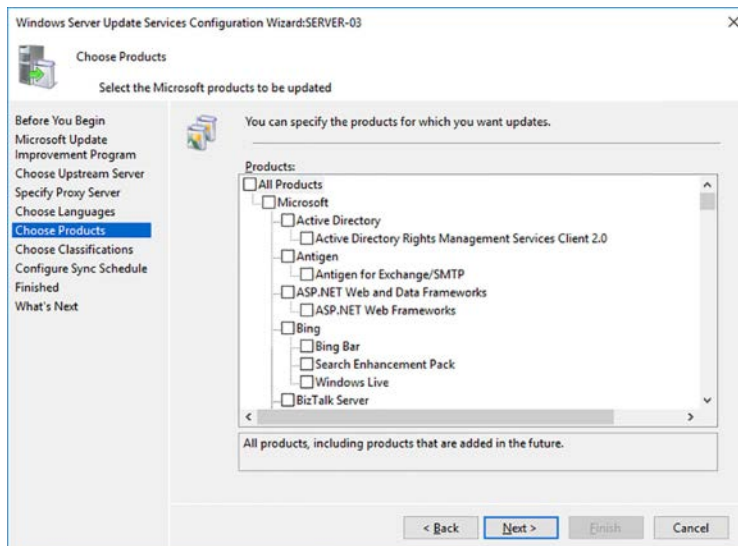 Windows Server Update Services Configuration Wizard:SERVER-03
Choose Products
Select the Microsoft products to be updated
Before You Begin
Microsoft Update
Improvement Program
Choose Upstream Server
Specify Proxy Server
Choose Languages
Choose Products
Choose Classifications
Configure Sync Schedule
Finished
What's Next
You can specify the products for which you want updates.
Products:
All Products
Microsoft
Active Directory
Active Directory Rights Management Services Client 2.0
Antigen
Antigen for Exchange/SMTP
ASP.NET Web and Data Frameworks
ASP.NET Web Frameworks
Bing
Bing Bar
Search Enhancement Pack
Windows Live
BizTalk Server
All products, including products that are added in the future.
< Back
Next >
Finish
Cancel